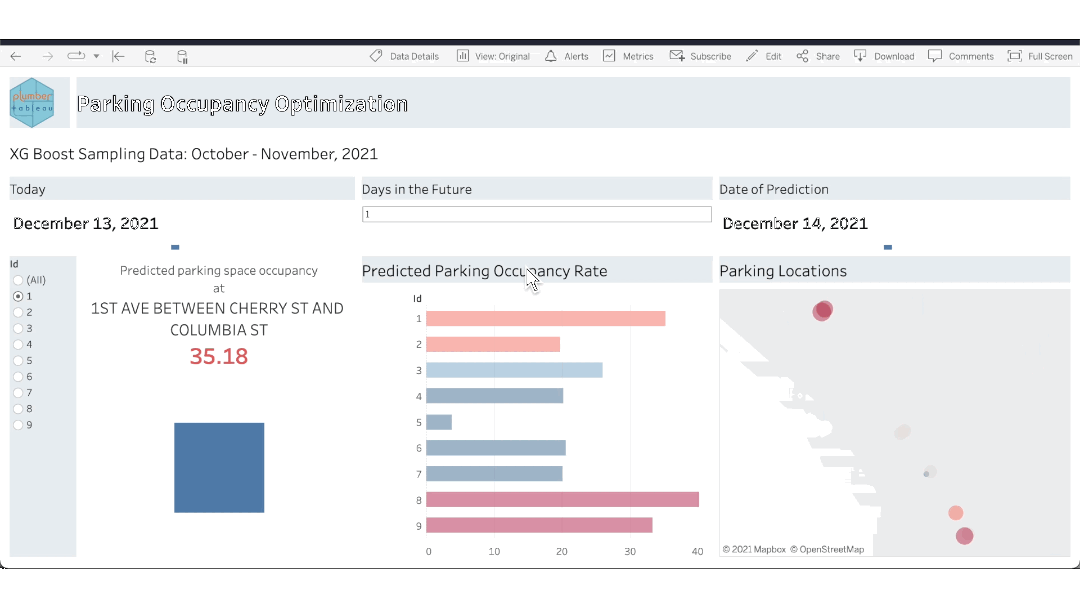 Data Details View: Original Alerts Metrics Subscribe Edit Share Download Comments Full Screen
plumber
tableau
Parking Occupancy Optimization
XG Boost Sampling Data: October - November, 2021
Today
Days in the Future
Date of Prediction
December 13, 2021
1
December 14, 2021
Id
(All)
1
2
3
4
5
6
7
8
9
Predicted parking space occupancy
at
1ST AVE BETWEEN CHERRY ST AND
COLUMBIA ST
35.18
Predicted Parking Occupancy Rate
Id
1
2
3
4
5
6
7
8
9
0 10 20 30 40
Parking Locations
© 2021 Mapbox © OpenStreetMap